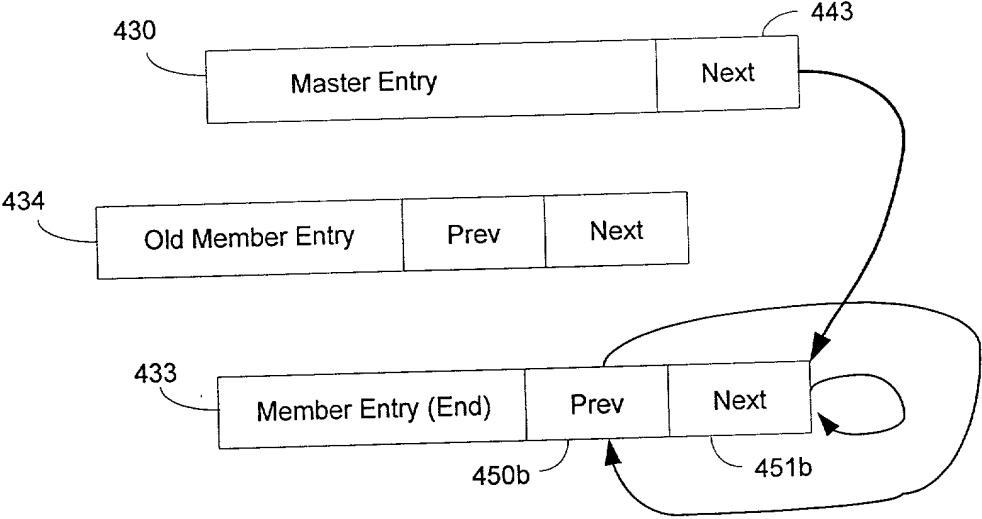 443
430
Master Entry
Next
434
Old Member Entry
Prev
Next
433
Member Entry (End)
Prev
Next
450b
451b